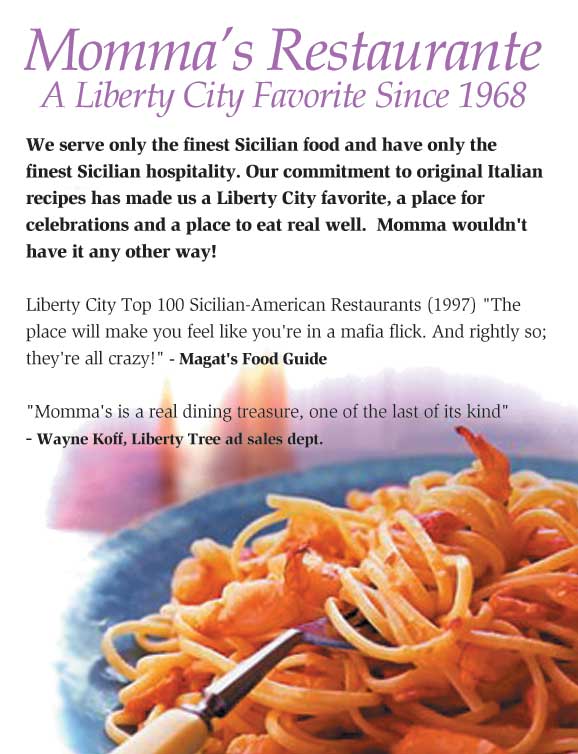 Momma's Restaurante
A Liberty City Favorite Since 1968
We serve only the finest Sicilian food and have only the
finest Sicilian hospitality. Our commitment to original Italian
recipes has made us a Liberty City favorite, a place for
celebrations and a place to eat real well.  Momma wouldn't
have it any other way!
Liberty City Top 100 Sicilian-American Restaurants (1997) "The
place will make you feel like you're in a mafia flick. And rightly so;
they're all crazy!" - Magat's Food Guide
"Momma's is a real dining treasure, one of the last of its kind"
- Wayne Koff, Liberty Tree ad sales dept.